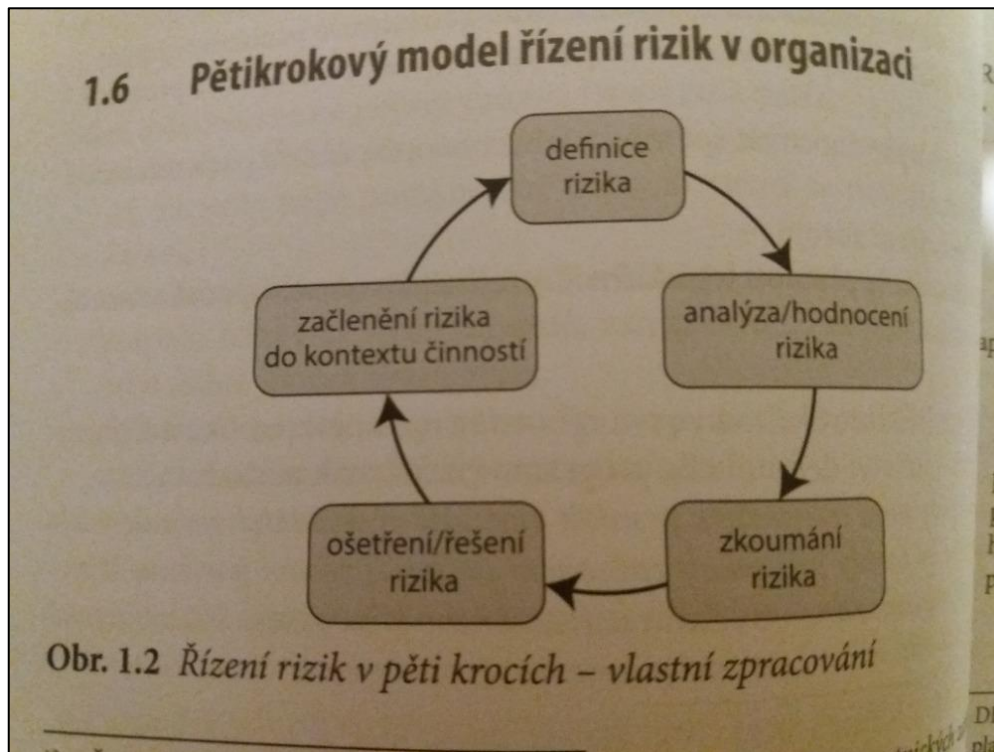 1.6 Pětikrokový model řízení rizik v organizaci
definice
rizika
analýza/hodnocení
rizika
zkoumání
rizika
ošetření/řešení
rizika
začlenění rizika
do kontextu činností
Obr. 1.2 Řízení rizik v pěti krocích – vlastní zpracování